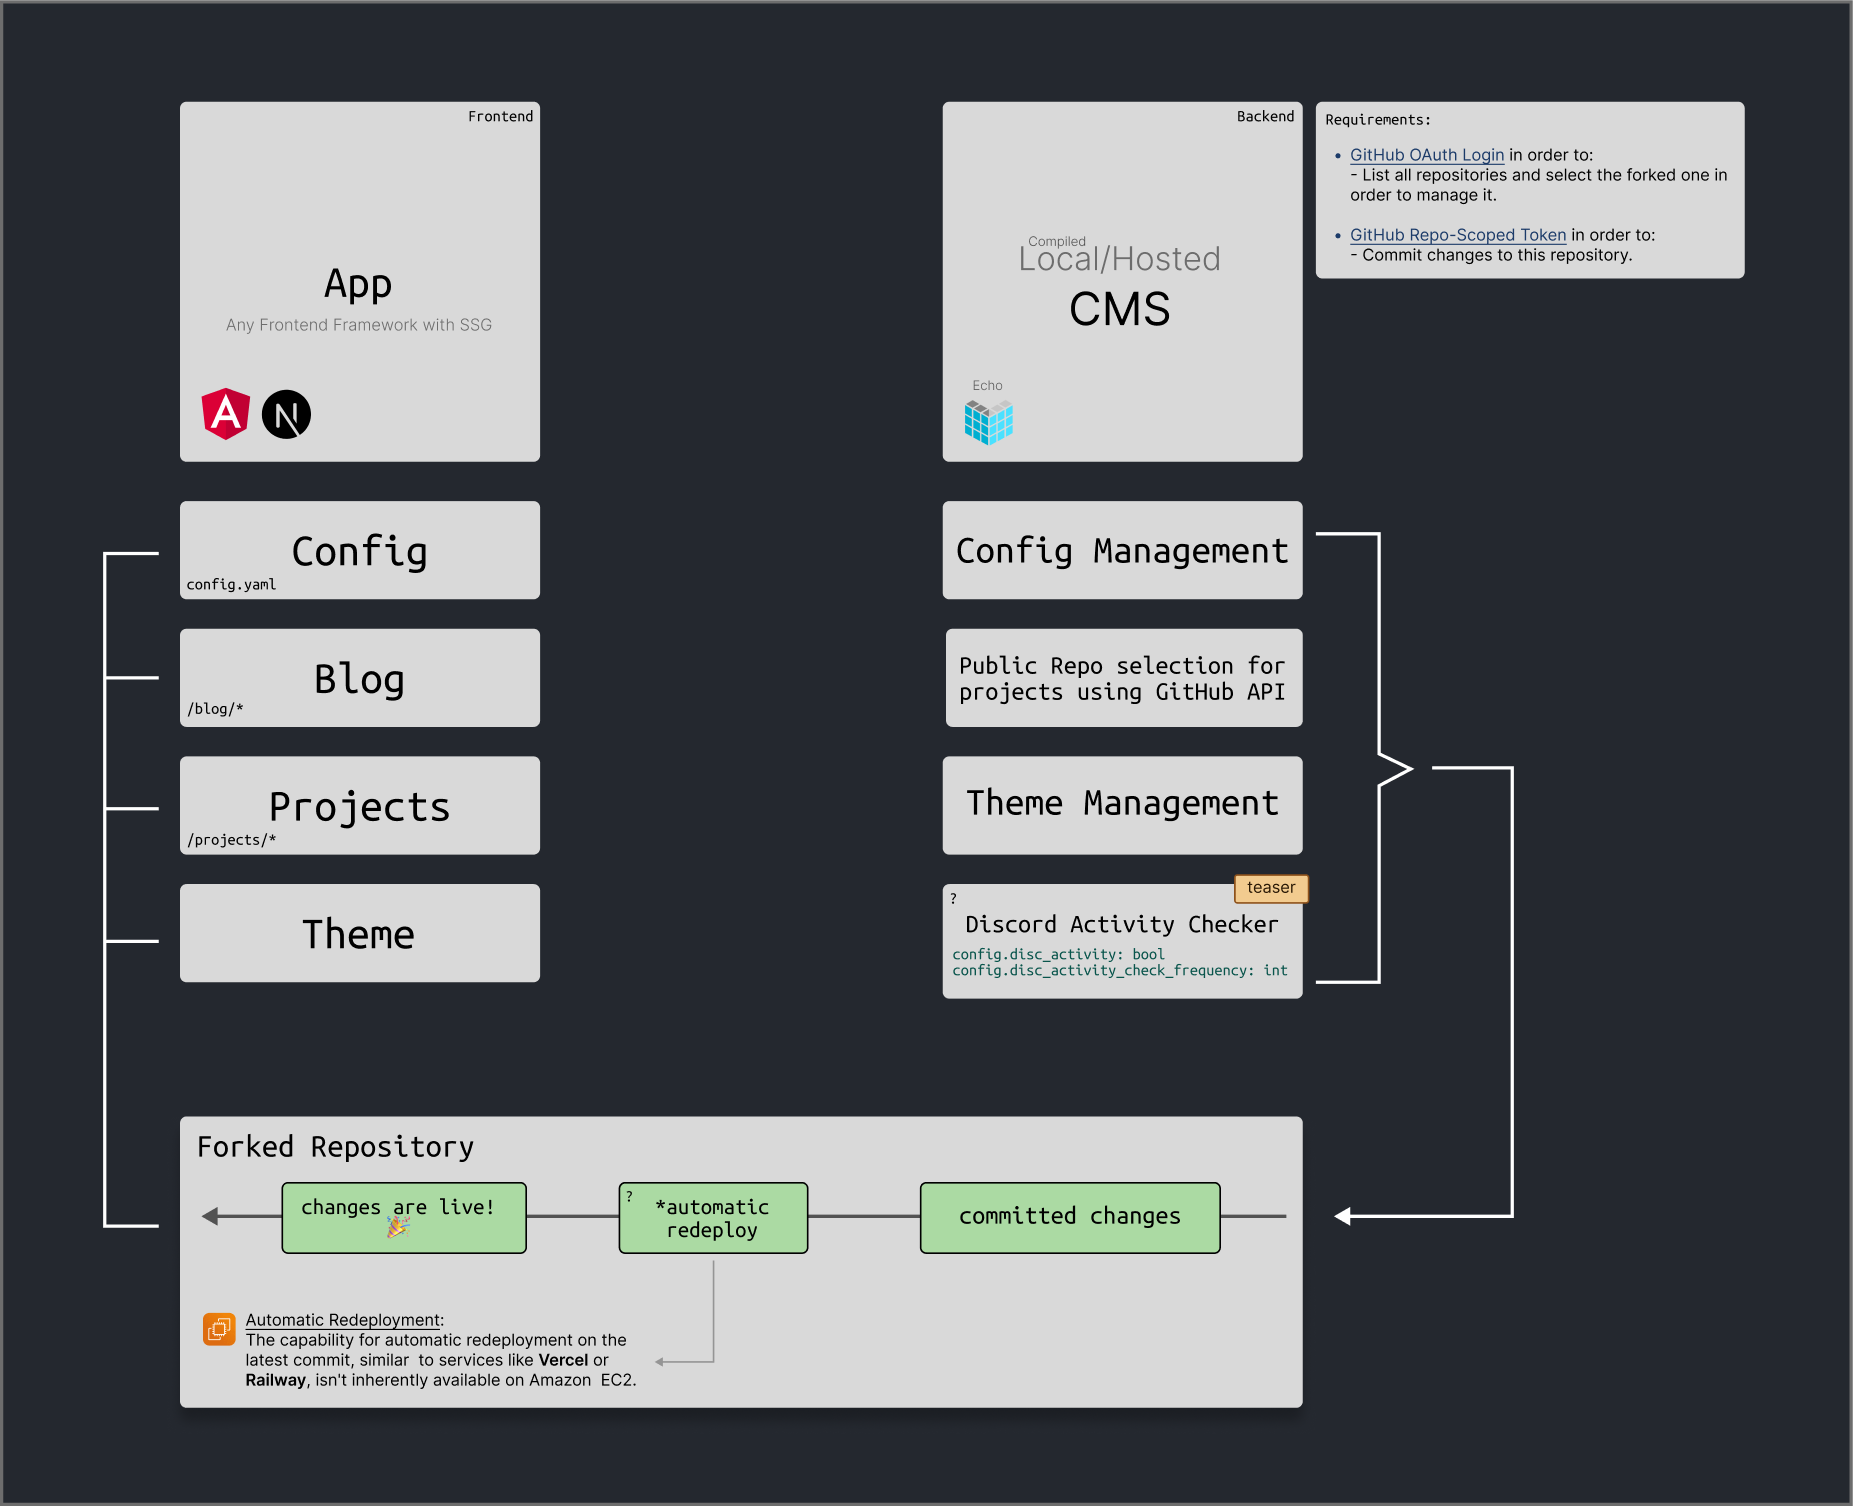 Frontend
App
Any Frontend Framework with SSG
Config
config.yaml
Blog
/blog/*
Projects
/projects/*
Theme
Backend
Compiled
Local/Hosted
CMS
Echo
Requirements:
• GitHub OAuth Login in order to:
- List all repositories and select the forked one in
order to manage it.
• GitHub Repo-Scoped Token in order to:
- Commit changes to this repository.
Config Management
Public Repo selection for
projects using GitHub API
Theme Management
teaser
?
Discord Activity Checker
config.disc_activity: bool
config.disc_activity_check_frequency: int
Forked Repository
changes are live!
🎉
?
*automatic
redeploy
committed changes
Automatic Redeployment:
The capability for automatic redeployment on the
latest commit, similar to services like Vercel or
Railway, isn't inherently available on Amazon EC2.